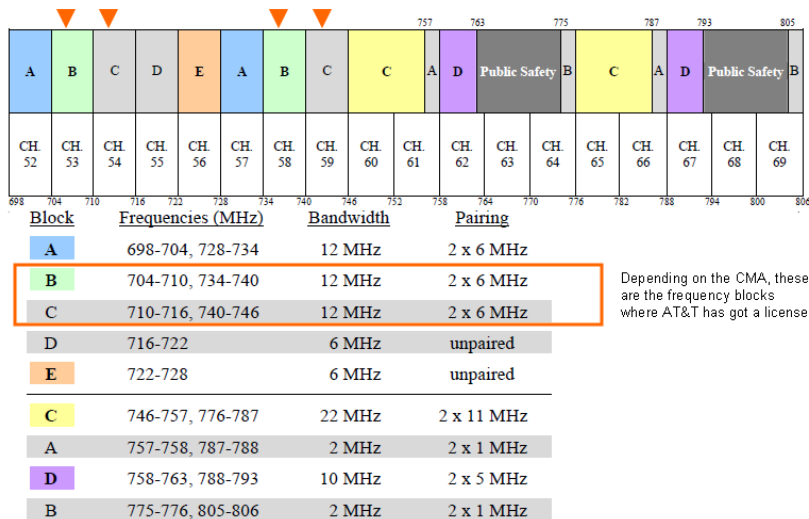 757 763 775 787 793 805
A B C D E A B C C A D Public Safety B C A D Public Safety B
CH. 52 CH. 53 CH. 54 CH. 55 CH. 56 CH. 57 CH. 58 CH. 59 CH. 60 CH. 61 CH. 62 CH. 63 CH. 64 CH. 65 CH. 66 CH. 67 CH. 68 CH. 69
698 704 710 716 722 728 734 740 746 752 758 764 770 776 782 788 794 800 806
Block Frequencies (MHz) Bandwidth Pairing
A 698-704, 728-734 12 MHz 2 x 6 MHz
B 704-710, 734-740 12 MHz 2 x 6 MHz
C 710-716, 740-746 12 MHz 2 x 6 MHz
D 716-722 6 MHz unpaired
E 722-728 6 MHz unpaired
C 746-757, 776-787 22 MHz 2 x 11 MHz
A 757-758, 787-788 2 MHz 2 x 1 MHz
D 758-763, 788-793 10 MHz 2 x 5 MHz
B 775-776, 805-806 2 MHz 2 x 1 MHz
Depending on the CMA, these
are the frequency blocks
where AT&T has got a license